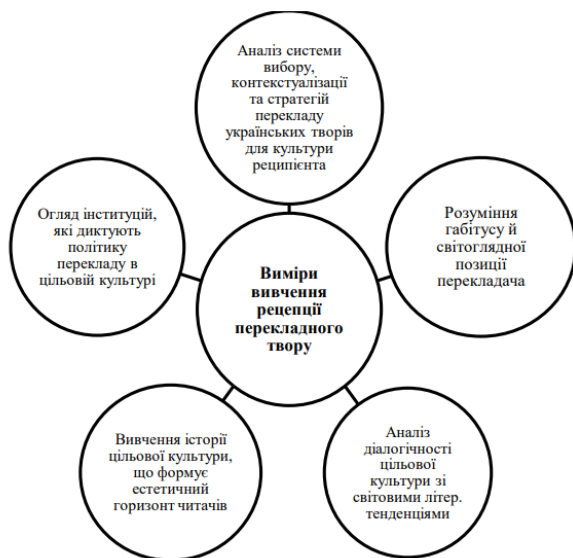 Аналіз системи
вибору,
контекстуалізації
та стратегій
перекладу
українських творів
для культури
реципієнта
Огляд інституцій,
які диктують
політику
перекладу в
цільовій культурі
Розуміння
габітусу й
світоглядної
позиції
перекладача
Виміри
вивчення
рецепції
перекладного
твору
Вивчення історії
цільової культури,
що формує
естетичний
горизонт читачів
Аналіз
діалогічності
цільової
культури зі
світовими літер.
тенденціями